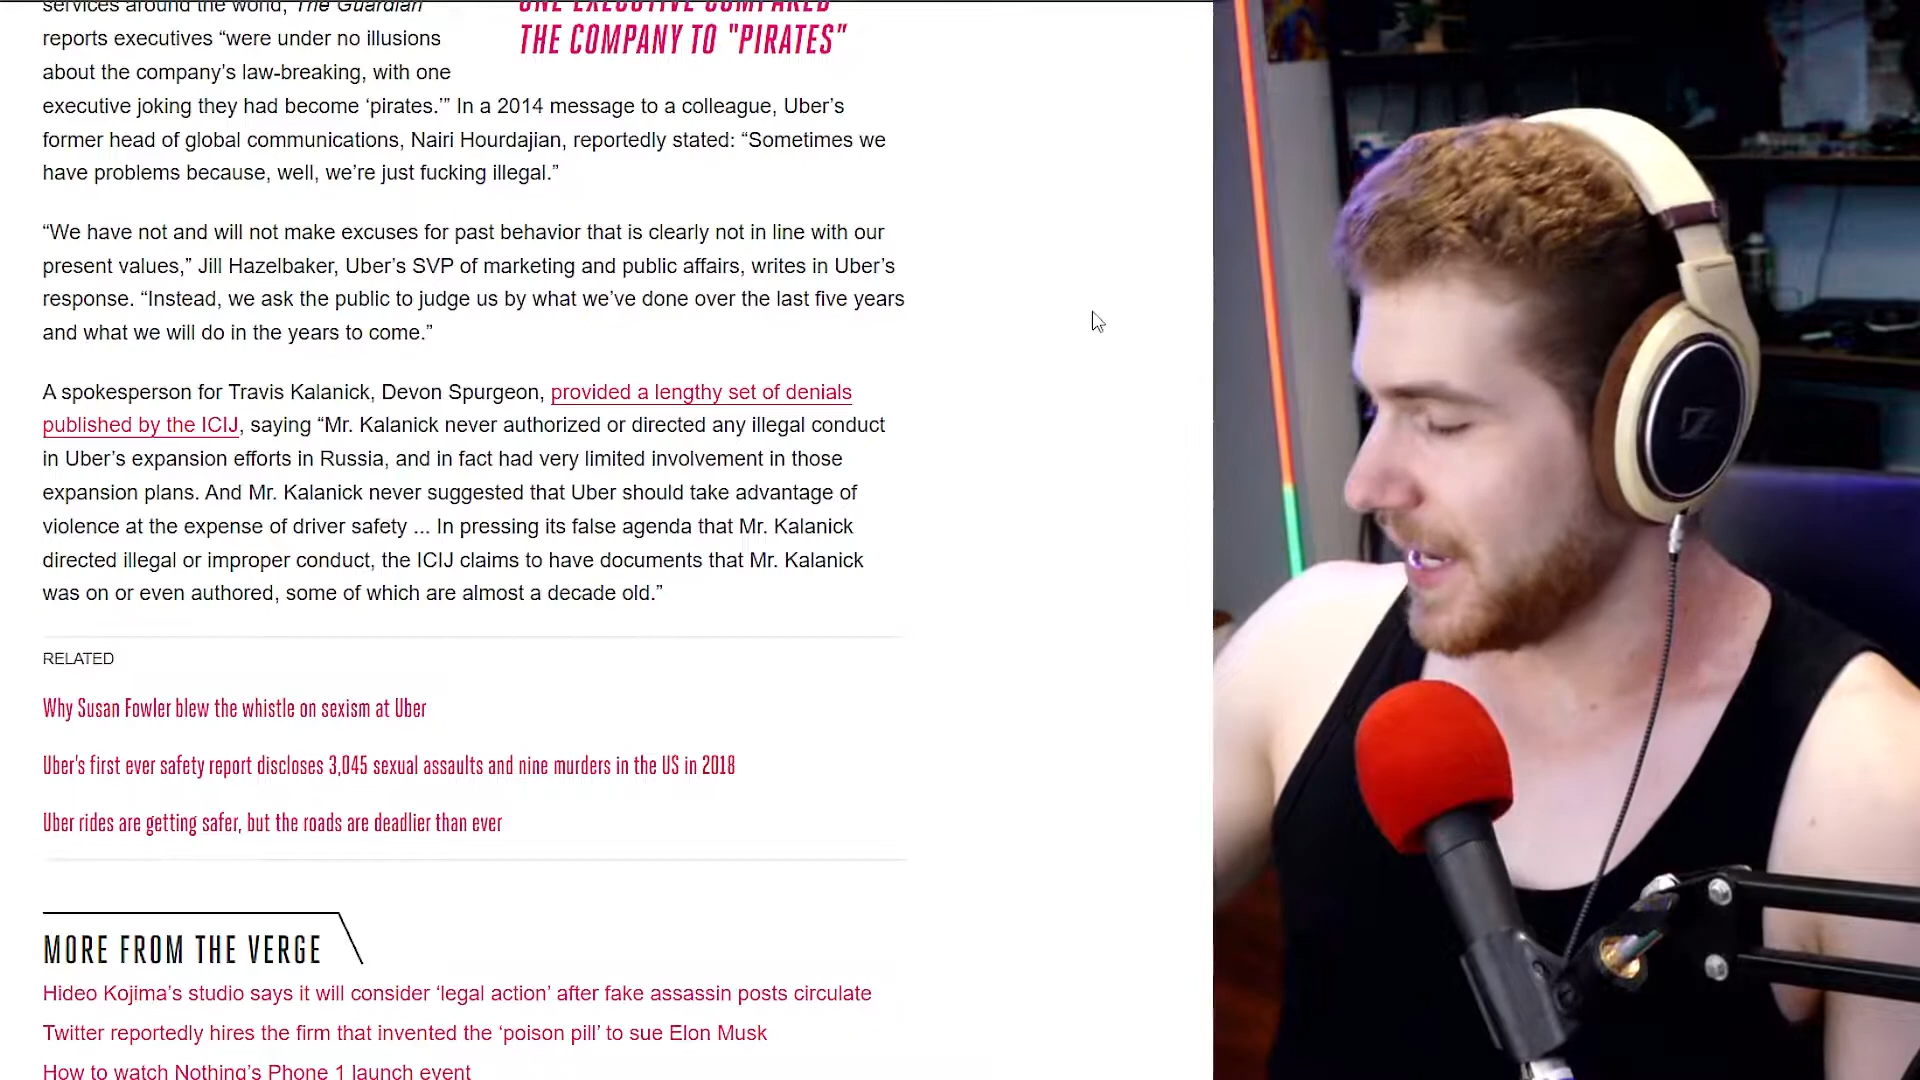 services around the world, The Guardian
reports executives “were under no illusions
about the company’s law-breaking, with one
executive joking they had become ‘pirates.’” In a 2014 message to a colleague, Uber’s
former head of global communications, Nairi Hourdajian, reportedly stated: “Sometimes we
have problems because, well, we’re just fucking illegal.”
ONE EXECUTIVE COMPARED
THE COMPANY TO "PIRATES"
“We have not and will not make excuses for past behavior that is clearly not in line with our
present values,” Jill Hazelbaker, Uber’s SVP of marketing and public affairs, writes in Uber’s
response. “Instead, we ask the public to judge us by what we’ve done over the last five years
and what we will do in the years to come.”
A spokesperson for Travis Kalanick, Devon Spurgeon, provided a lengthy set of denials
published by the ICIJ, saying “Mr. Kalanick never authorized or directed any illegal conduct
in Uber’s expansion efforts in Russia, and in fact had very limited involvement in those
expansion plans. And Mr. Kalanick never suggested that Uber should take advantage of
violence at the expense of driver safety ... In pressing its false agenda that Mr. Kalanick
directed illegal or improper conduct, the ICIJ claims to have documents that Mr. Kalanick
was on or even authored, some of which are almost a decade old.”
RELATED
Why Susan Fowler blew the whistle on sexism at Uber
Uber’s first ever safety report discloses 3,045 sexual assaults and nine murders in the US in 2018
Uber rides are getting safer, but the roads are deadlier than ever
MORE FROM THE VERGE
Hideo Kojima’s studio says it will consider ‘legal action’ after fake assassin posts circulate
Twitter reportedly hires the firm that invented the ‘poison pill’ to sue Elon Musk
How to watch Nothing’s Phone 1 launch event